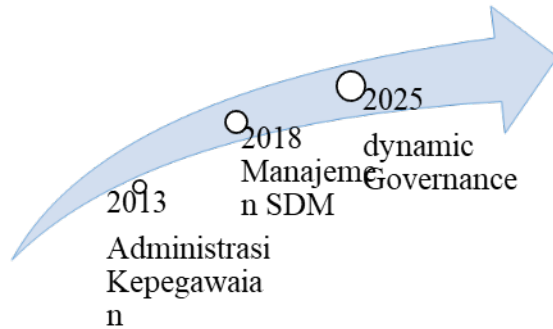 2013
Administrasi
Kepegawaia
n
2018
Manajeme
n SDM
2025
dynamic
Governance